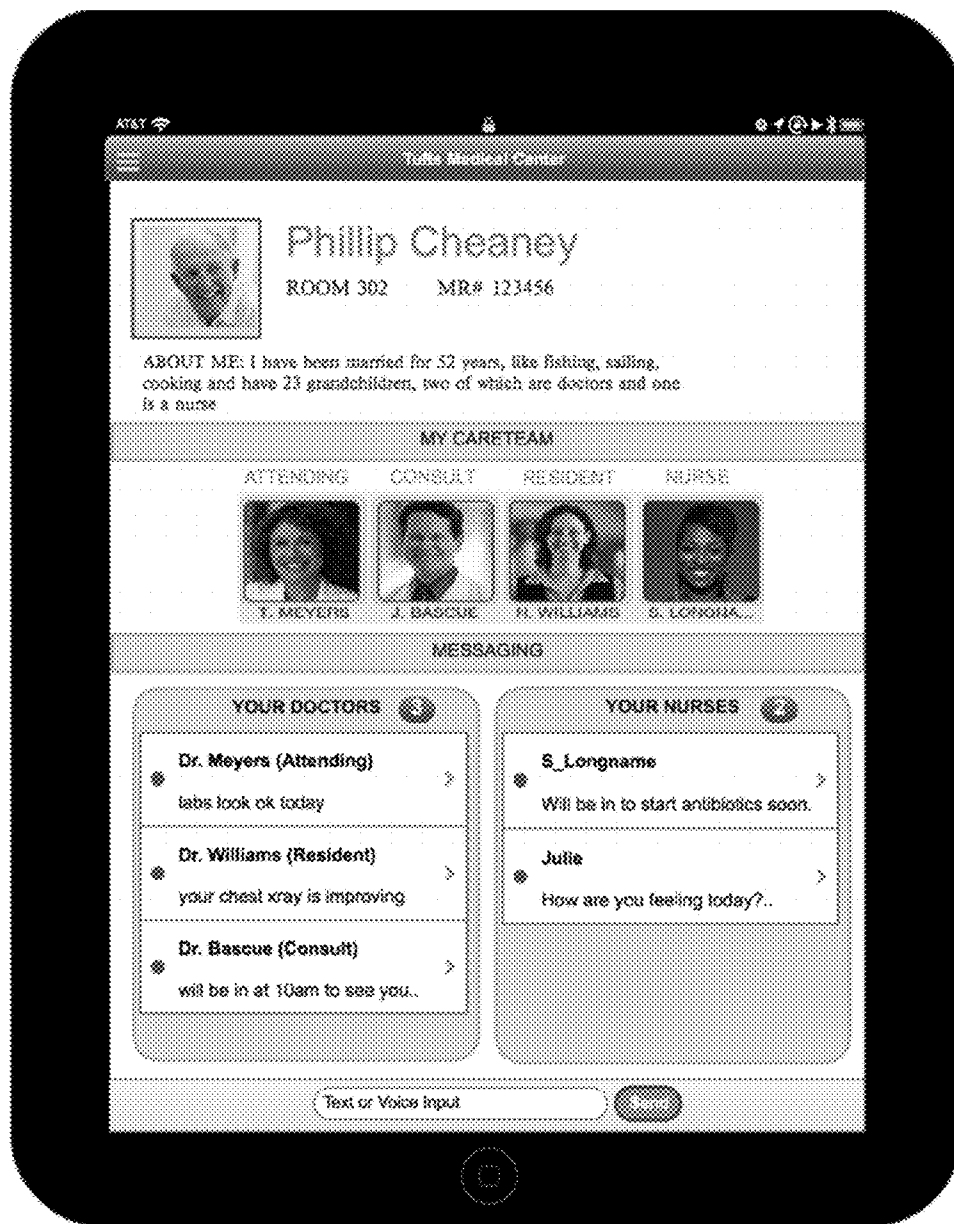 AT&T
Tufts Medical Center
Phillip Cheaney
ROOM 302 MR# 123456
ABOUT ME: I have been married for 52 years, like fishing, sailing,
cooking and have 23 grandchildren, two of which are doctors and one
is a nurse
MY CARETEAM
ATTENDING CONSULT RESIDENT NURSE
T. MEYERS J. BASCUE R. WILLIAMS S. LONGNA...
MESSAGING
YOUR DOCTORS 3
Dr. Meyers (Attending)
labs look ok today
Dr. Williams (Resident)
your chest xray is improving
Dr. Bascue (Consult)
will be in at 10am to see you..
YOUR NURSES 2
S_Longname
Will be in to start antibiotics soon.
Julie
How are you feeling today?..
Text or Voice Input
Send